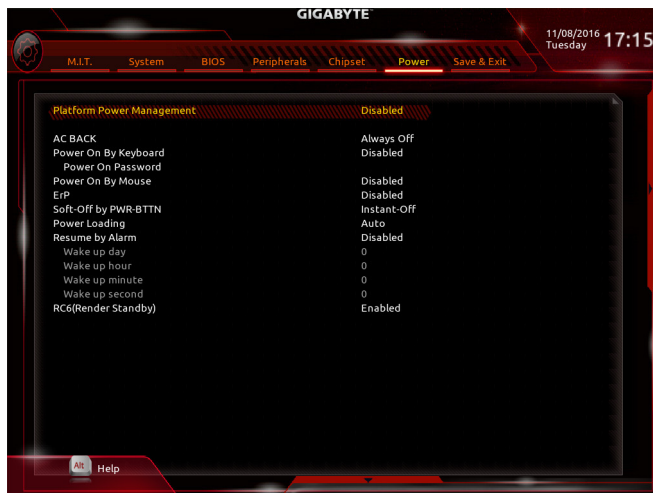 GIGABYTE™
11/08/2016 17:15
Tuesday
M.I.T. System BIOS Peripherals Chipset Power Save & Exit
Platform Power Management Disabled
AC BACK Always Off
Power On By Keyboard Disabled
Power On Password
Power On By Mouse Disabled
ErP Disabled
Soft-Off by PWR-BTTN Instant-Off
Power Loading Auto
Resume by Alarm Disabled
Wake up day 0
Wake up hour 0
Wake up minute 0
Wake up second 0
RC6(Render Standby) Enabled
Alt Help